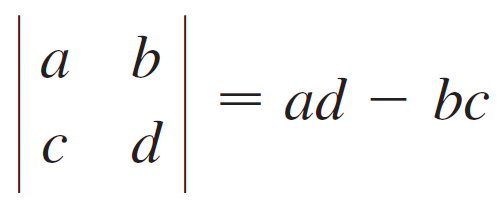 | a b |
| c d | = ad − bc